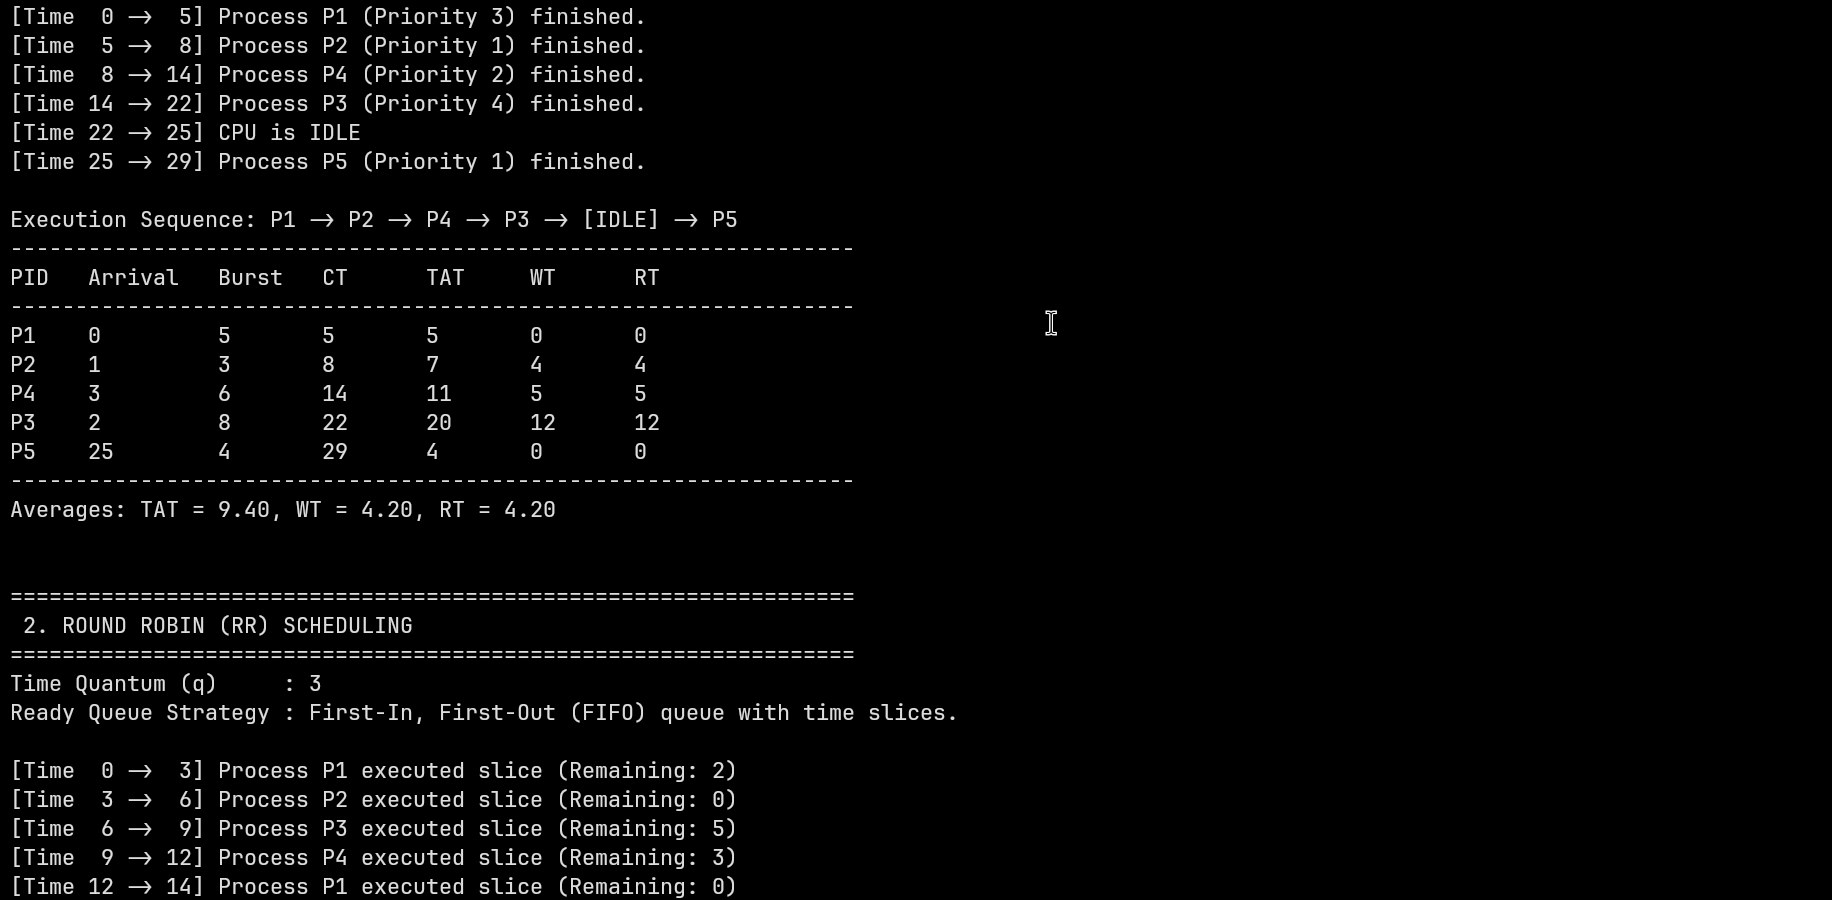 [Time  0 -> 5] Process P1 (Priority 3) finished.
[Time  5 -> 8] Process P2 (Priority 1) finished.
[Time  8 -> 14] Process P4 (Priority 2) finished.
[Time 14 -> 22] Process P3 (Priority 4) finished.
[Time 22 -> 25] CPU is IDLE
[Time 25 -> 29] Process P5 (Priority 1) finished.
Execution Sequence: P1 -> P2 -> P4 -> P3 -> [IDLE] -> P5
-----------------------------------------------------------------
PID   Arrival   Burst   CT      TAT     WT      RT
-----------------------------------------------------------------
P1    0         5       5       5       0       0
P2    1         3       8       7       4       4
P4    3         6       14      11      5       5
P3    2         8       22      20      12      12
P5    25        4       29      4       0       0
-----------------------------------------------------------------
Averages: TAT = 9.40, WT = 4.20, RT = 4.20
=================================================================
 2. ROUND ROBIN (RR) SCHEDULING
=================================================================
Time Quantum (q)     : 3
Ready Queue Strategy : First-In, First-Out (FIFO) queue with time slices.
[Time  0 ->  3] Process P1 executed slice (Remaining: 2)
[Time  3 ->  6] Process P2 executed slice (Remaining: 0)
[Time  6 ->  9] Process P3 executed slice (Remaining: 5)
[Time  9 -> 12] Process P4 executed slice (Remaining: 3)
[Time 12 -> 14] Process P1 executed slice (Remaining: 0)